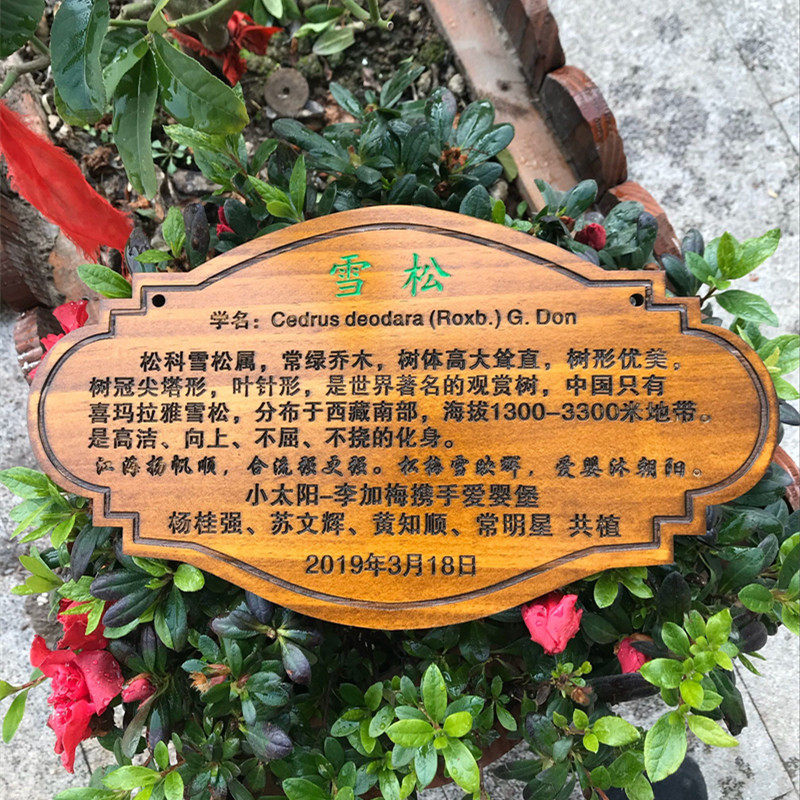 雪松
学名：Cedrus deodara (Roxb.) G. Don
松科雪松属，常绿乔木，树体高大耸直，树形优美，
树冠尖塔形，叶针形，是世界著名的观赏树，中国只有
喜玛拉雅雪松，分布于西藏南部，海拔1300-3300米地带。
是高洁、向上、不屈、不挠的化身。
江海扬帆顺，合流强更强。松梅雪映辉，爱婴沐朝阳。
小太阳-李加梅携手爱婴堡
杨桂强、苏文辉、黄知顺、常明星 共植
2019年3月18日